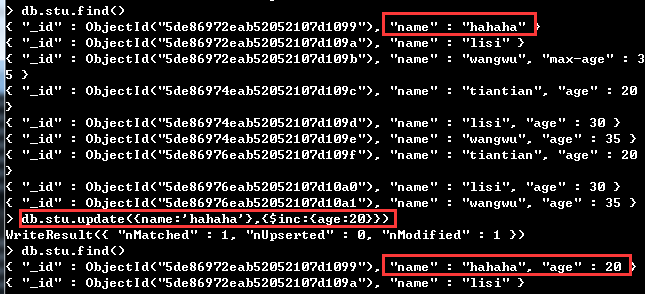 > db.stu.find()
{ "_id" : ObjectId("5de86972eab52052107d1099"), "name" : "hahaha" }
{ "_id" : ObjectId("5de86972eab52052107d109a"), "name" : "lisi" }
{ "_id" : ObjectId("5de86972eab52052107d109b"), "name" : "wangwu", "max-age" : 3
5 }
{ "_id" : ObjectId("5de86974eab52052107d109c"), "name" : "tiantian", "age" : 20
}
{ "_id" : ObjectId("5de86974eab52052107d109d"), "name" : "lisi", "age" : 30 }
{ "_id" : ObjectId("5de86974eab52052107d109e"), "name" : "wangwu", "age" : 35 }
{ "_id" : ObjectId("5de86976eab52052107d109f"), "name" : "tiantian", "age" : 20
}
{ "_id" : ObjectId("5de86976eab52052107d10a0"), "name" : "lisi", "age" : 30 }
{ "_id" : ObjectId("5de86976eab52052107d10a1"), "name" : "wangwu", "age" : 35 }
> db.stu.update({name:'hahaha'},{$inc:{age:20}})
WriteResult({ "nMatched" : 1, "nUpserted" : 0, "nModified" : 1 })
> db.stu.find()
{ "_id" : ObjectId("5de86972eab52052107d1099"), "name" : "hahaha", "age" : 20 }
{ "_id" : ObjectId("5de86972eab52052107d109a"), "name" : "lisi" }